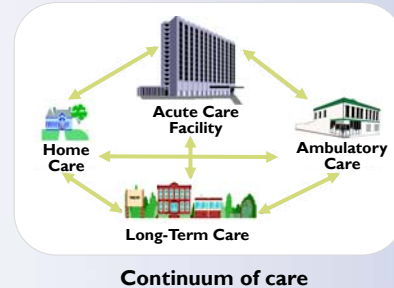 Acute Care
Facility
Home
Care
Ambulatory
Care
Long-Term Care
Continuum of care